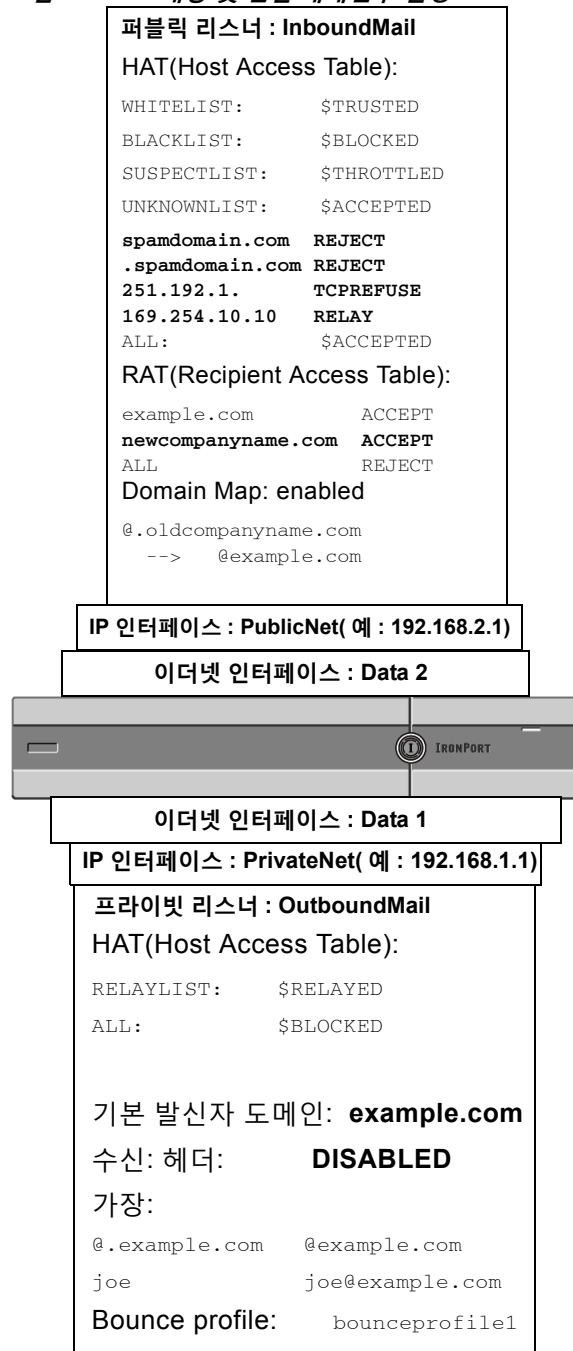 퍼블릭 리스너 : InboundMail
HAT(Host Access Table):
WHITELIST: $TRUSTED
BLACKLIST: $BLOCKED
SUSPECTLIST: $THROTTLED
UNKNOWNLIST: $ACCEPTED
spamdomain.com REJECT
.spamdomain.com REJECT
251.192.1. TCPREFUSE
169.254.10.10 RELAY
ALL: $ACCEPTED
RAT(Recipient Access Table):
example.com ACCEPT
newcompanyname.com ACCEPT
ALL REJECT
Domain Map: enabled
@.oldcompanyname.com
--> @example.com
IP 인터페이스 : PublicNet( 예 : 192.168.2.1)
이더넷 인터페이스 : Data 2
IRONPORT
이더넷 인터페이스 : Data 1
IP 인터페이스 : PrivateNet( 예 : 192.168.1.1)
프라이빗 리스너 : OutboundMail
HAT(Host Access Table):
RELAYLIST: $RELAYED
ALL: $BLOCKED
기본 발신자 도메인: example.com
수신: 헤더: DISABLED
가장:
@.example.com @example.com
joe joe@example.com
Bounce profile: bounceprofile1